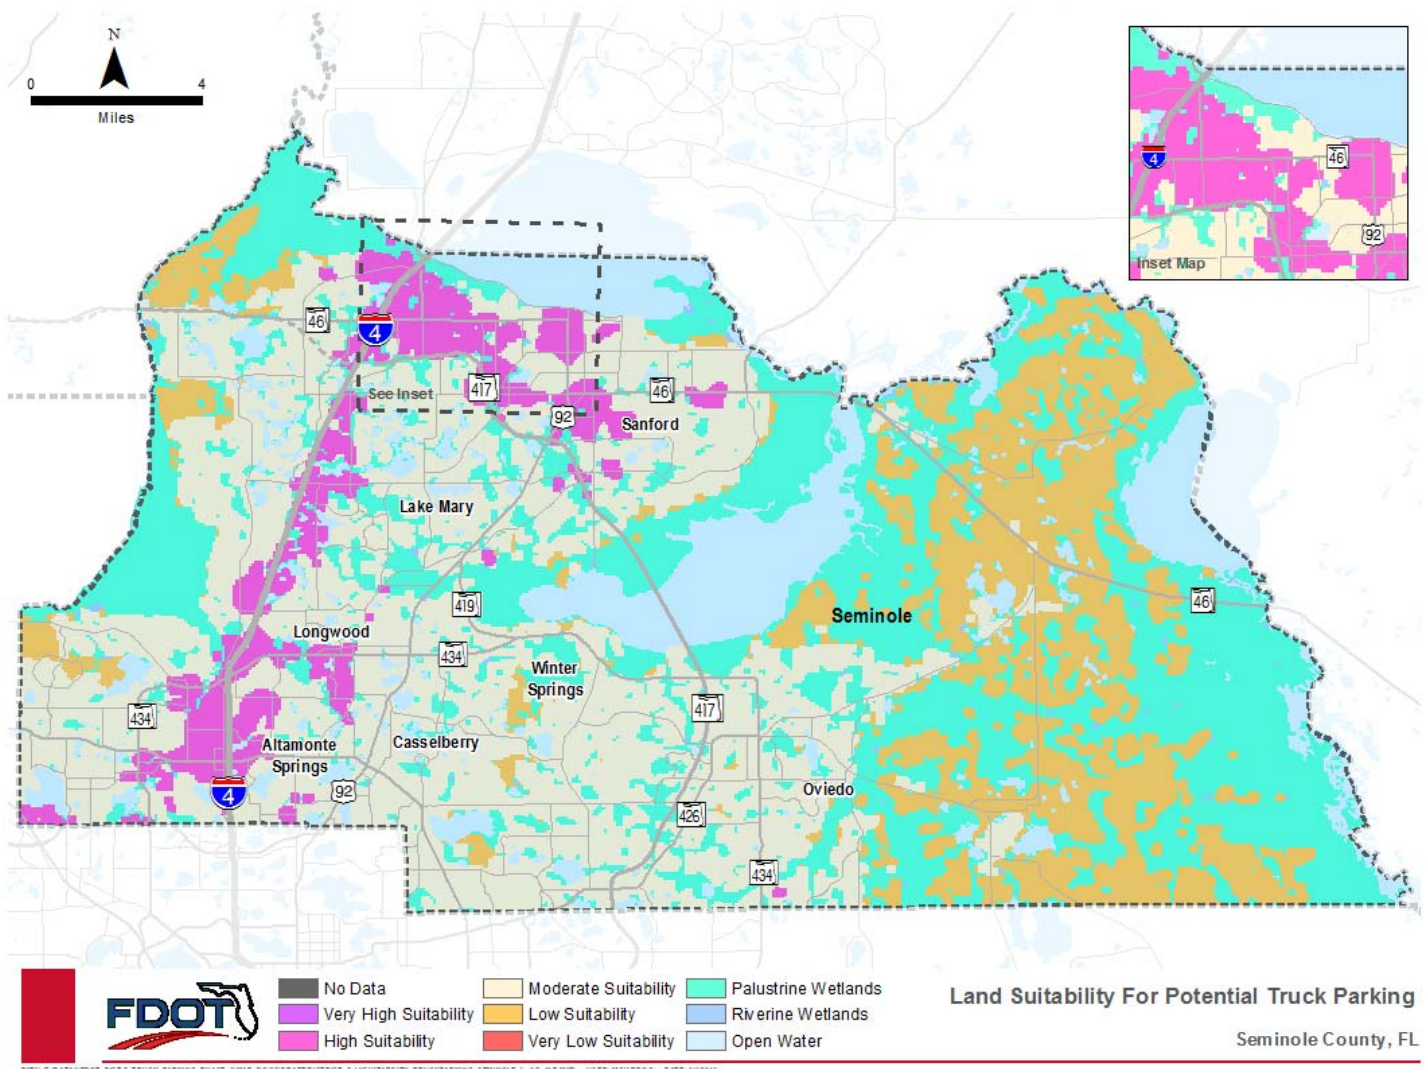 N
0 4
Miles
4
46
92
Inset Map
46
4
See Inset
417
46
92
Sanford
Lake Mary
419
Seminole
46
Longwood
434
Winter
Springs
434
417
Altamonte
Springs
Casselberry
4
92
Oviedo
426
434
FDOT
No Data
Very High Suitability
High Suitability
Moderate Suitability
Low Suitability
Very Low Suitability
Palustrine Wetlands
Riverine Wetlands
Open Water
Land Suitability For Potential Truck Parking
Seminole County, FL